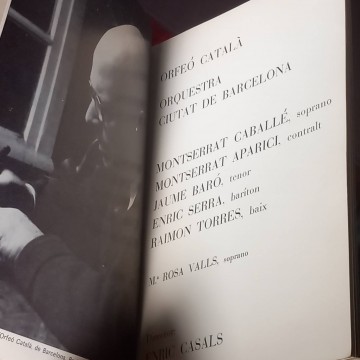 ORFEÓ CATALÀ
ORQUESTRA
CIUTAT DE BARCELONA
MONTSERRAT CABALLÉ, soprano
MONTSERRAT APARICI, contralt
JAUME BARÓ, tenor
ENRIC SERRA, baríton
RAIMON TORRES, baix
Mª ROSA VALLS, soprano
CASALS
Orfeó Català, de Barcelona.